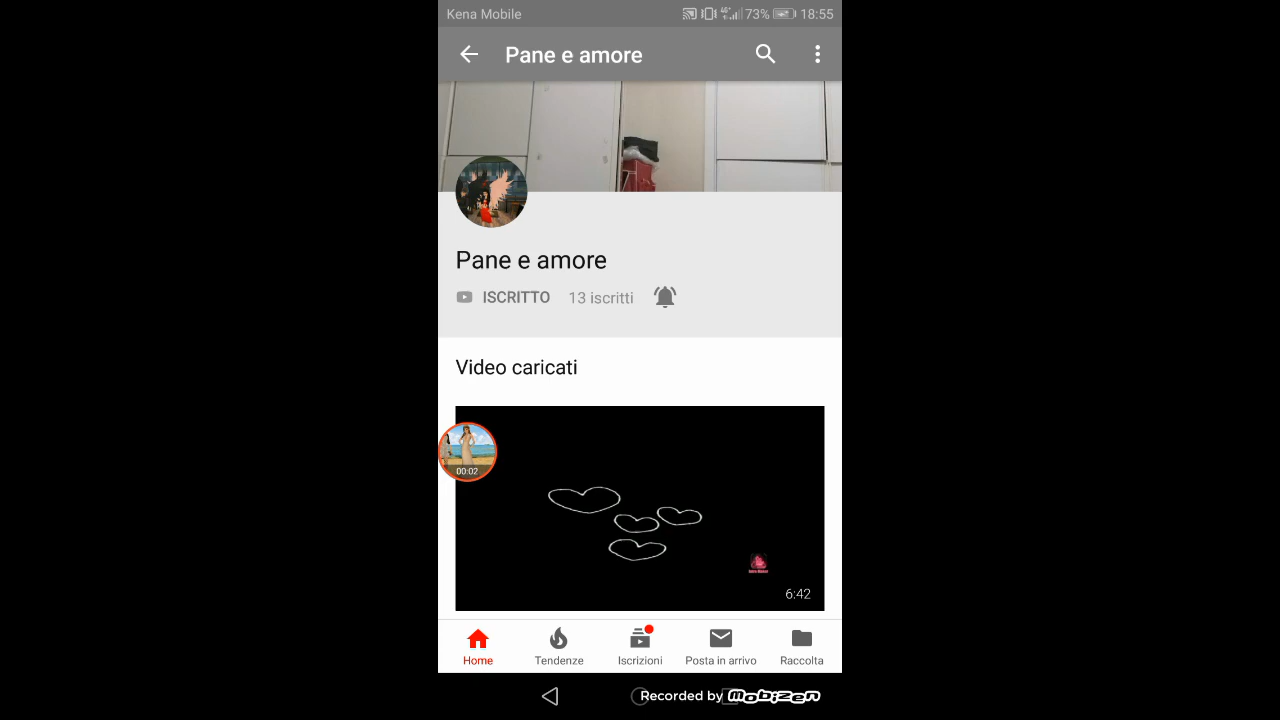 Kena Mobile 73% 18:55
Pane e amore
Pane e amore
ISCRITTO 13 iscritti
Video caricati
00:02
6:42
Home Tendenze Iscrizioni Posta in arrivo Raccolta
Recorded by mobizen